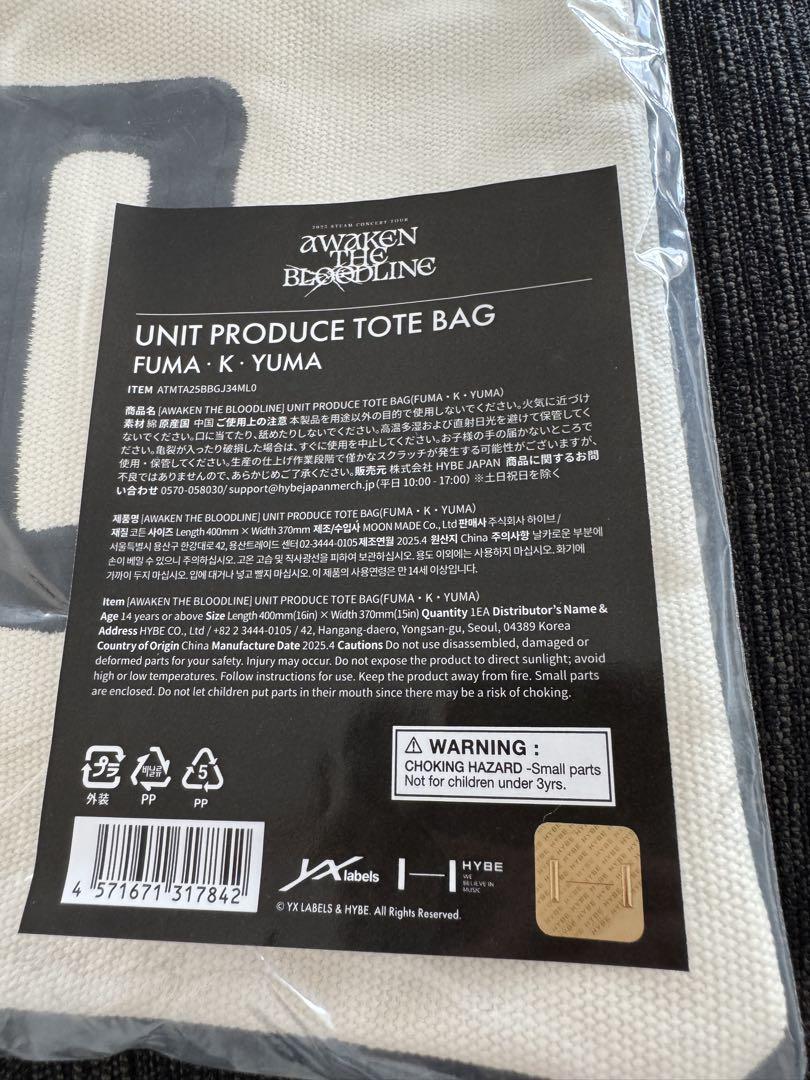 2025 &TEAM CONCERT TOUR
AWAKEN
THE
BLOODLINE
UNIT PRODUCE TOTE BAG
FUMA・K・YUMA
ITEM ATMTA25BBGJ34ML0
商品名 [AWAKEN THE BLOODLINE] UNIT PRODUCE TOTE BAG(FUMA・K・YUMA)
素材 綿 原産国 中国 ご使用上の注意 本製品を用途以外の目的で使用しないでください。火気に近づけ
ないでください。口に当てたり、舐めたりしないでください。高温多湿および直射日光を避けて保管してく
ださい。亀裂が入ったり破損した場合は、すぐに使用を中止してください。お子様の手の届かないところで
使用・保管してください。生産の仕上げ作業段階で僅かなスクラッチが発生する可能性がございますが、
不良ではありませんので、あらかじめご了承ください。販売元 株式会社 HYBE JAPAN 商品に関するお問
い合わせ 0570-058030/ support@hybejapanmerch.jp（平日 10:00 - 17:00）※土日祝日を除く
제품명 [AWAKEN THE BLOODLINE] UNIT PRODUCE TOTE BAG(FUMA・K・YUMA)
재질 코튼 사이즈 Length 400mm × Width 370mm 제조/수입사 MOON MADE Co., Ltd 판매사 주식회사 하이브 /
서울특별시 용산구 한강대로 42, 용산트레이드 센터 02-3444-0105 제조연월 2025.4 원산지 China 주의사항 날카로운 부분에
손이 베일 수 있으니 주의하십시오. 고온 고습 및 직사광선을 피하여 보관하십시오. 용도 이외에는 사용하지 마십시오. 화기에
가까이 두지 마십시오. 입에 대거나 넣고 빨지 마십시오. 이 제품의 사용연령은 만 14세 이상입니다.
Item [AWAKEN THE BLOODLINE] UNIT PRODUCE TOTE BAG(FUMA・K・YUMA)
Age 14 years or above Size Length 400mm(16in) × Width 370mm(15in) Quantity 1EA Distributor's Name &
Address HYBE CO., Ltd / +82 2 3444-0105 / 42, Hangang-daero, Yongsan-gu, Seoul, 04389 Korea
Country of Origin China Manufacture Date 2025.4 Cautions Do not use disassembled, damaged or
deformed parts for your safety. Injury may occur. Do not expose the product to direct sunlight; avoid
high or low temperatures. Follow instructions for use. Keep the product away from fire. Small parts
are enclosed. Do not let children put parts in their mouth since there may be a risk of choking.
プラ 비닐류 5
外装 PP PP
⚠ WARNING :
CHOKING HAZARD -Small parts
Not for children under 3yrs.
4 571671 317842
YX labels
HYBE
WE
BELIEVE IN
MUSIC
© YX LABELS & HYBE. All Rights Reserved.